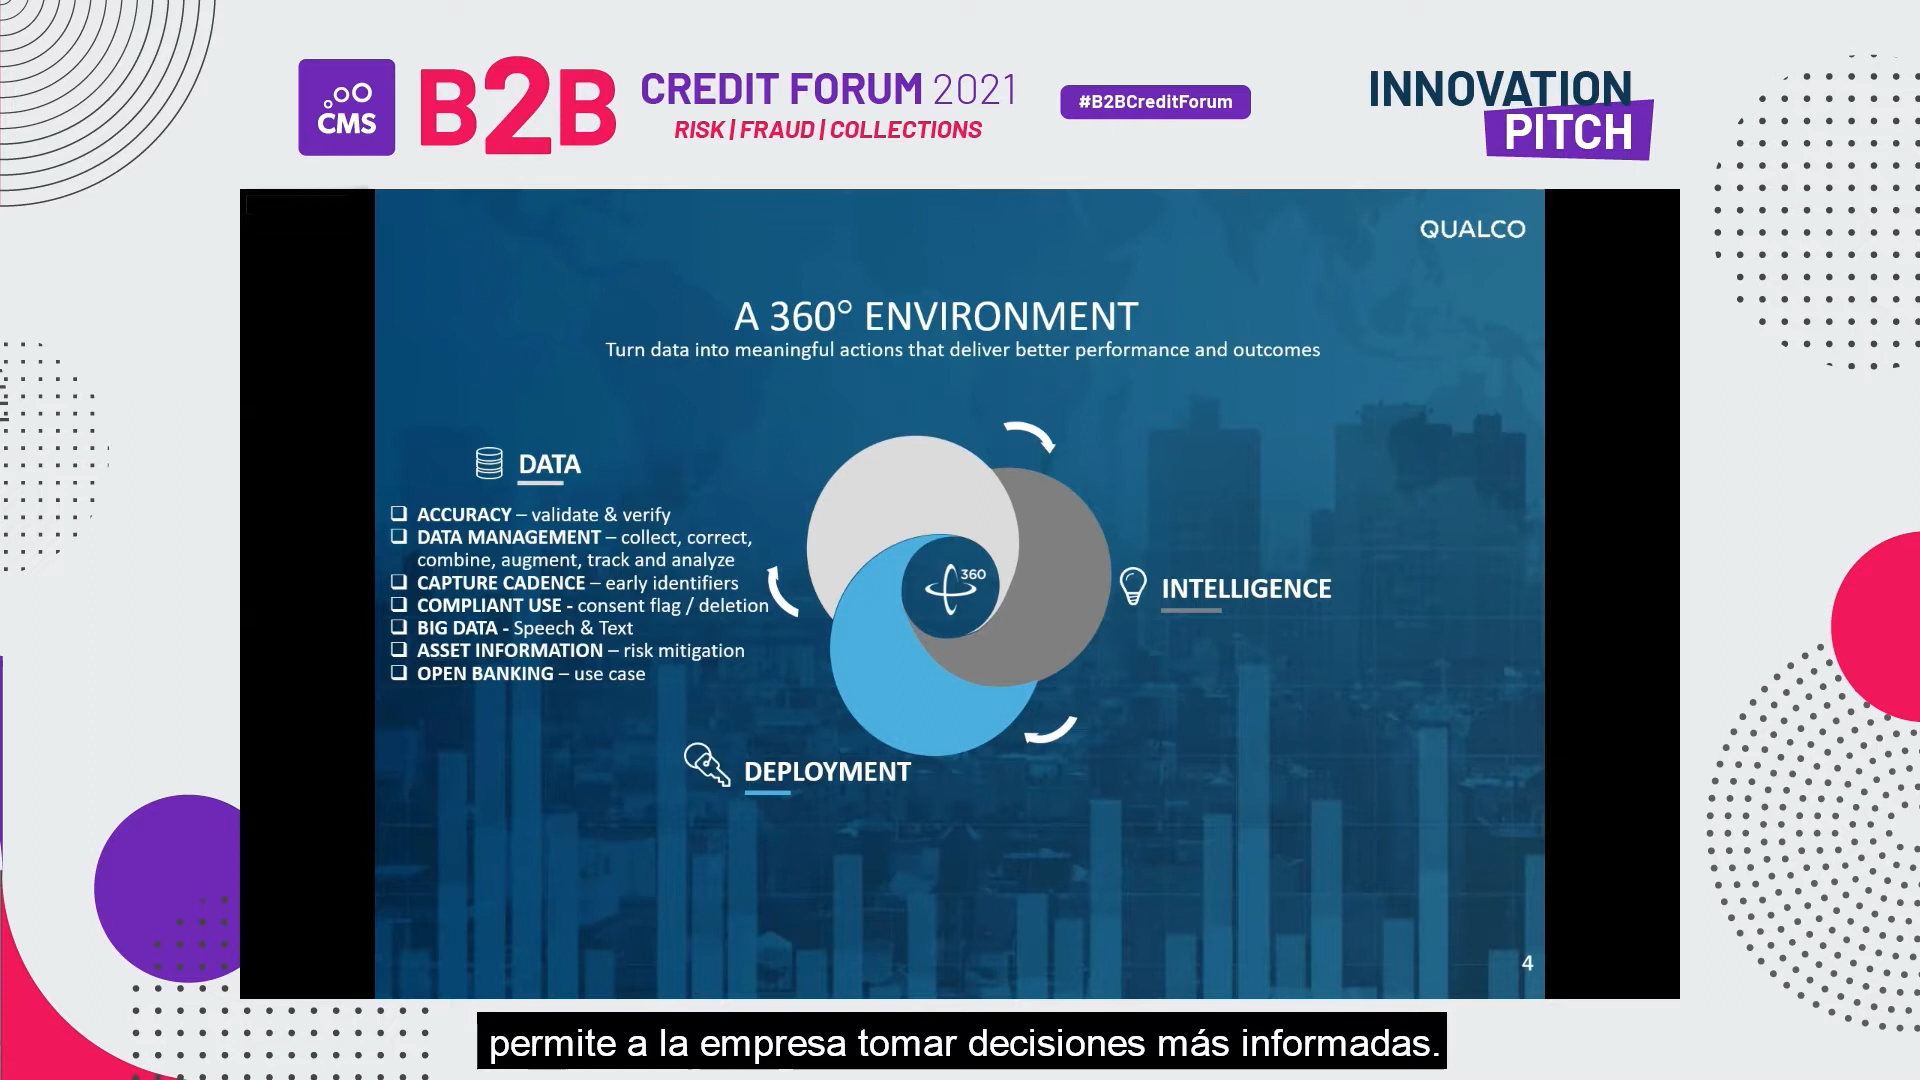 CMS
B2B
CREDIT FORUM 2021
RISK | FRAUD | COLLECTIONS
#B2BCreditForum
INNOVATION
PITCH
QUALCO
A 360° ENVIRONMENT
Turn data into meaningful actions that deliver better performance and outcomes
DATA
❑ ACCURACY – validate & verify
❑ DATA MANAGEMENT – collect, correct,
combine, augment, track and analyze
❑ CAPTURE CADENCE – early identifiers
❑ COMPLIANT USE - consent flag / deletion
❑ BIG DATA - Speech & Text
❑ ASSET INFORMATION – risk mitigation
❑ OPEN BANKING – use case
360
INTELLIGENCE
DEPLOYMENT
4
permite a la empresa tomar decisiones más informadas.